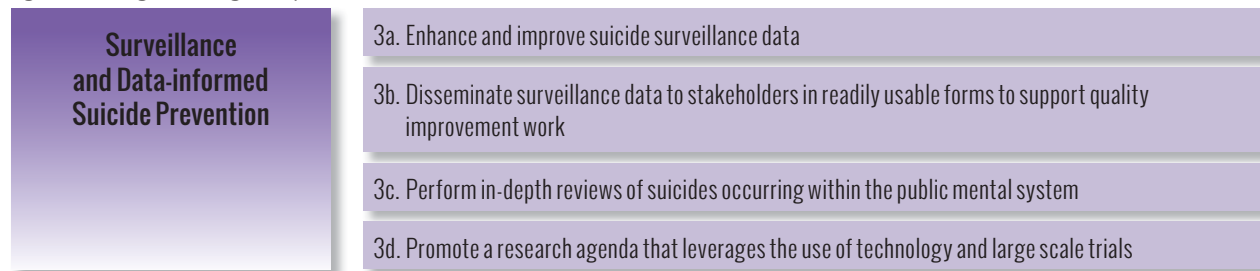 Surveillance
and Data-informed
Suicide Prevention
3a. Enhance and improve suicide surveillance data
3b. Disseminate surveillance data to stakeholders in readily usable forms to support quality
improvement work
3c. Perform in-depth reviews of suicides occurring within the public mental system
3d. Promote a research agenda that leverages the use of technology and large scale trials